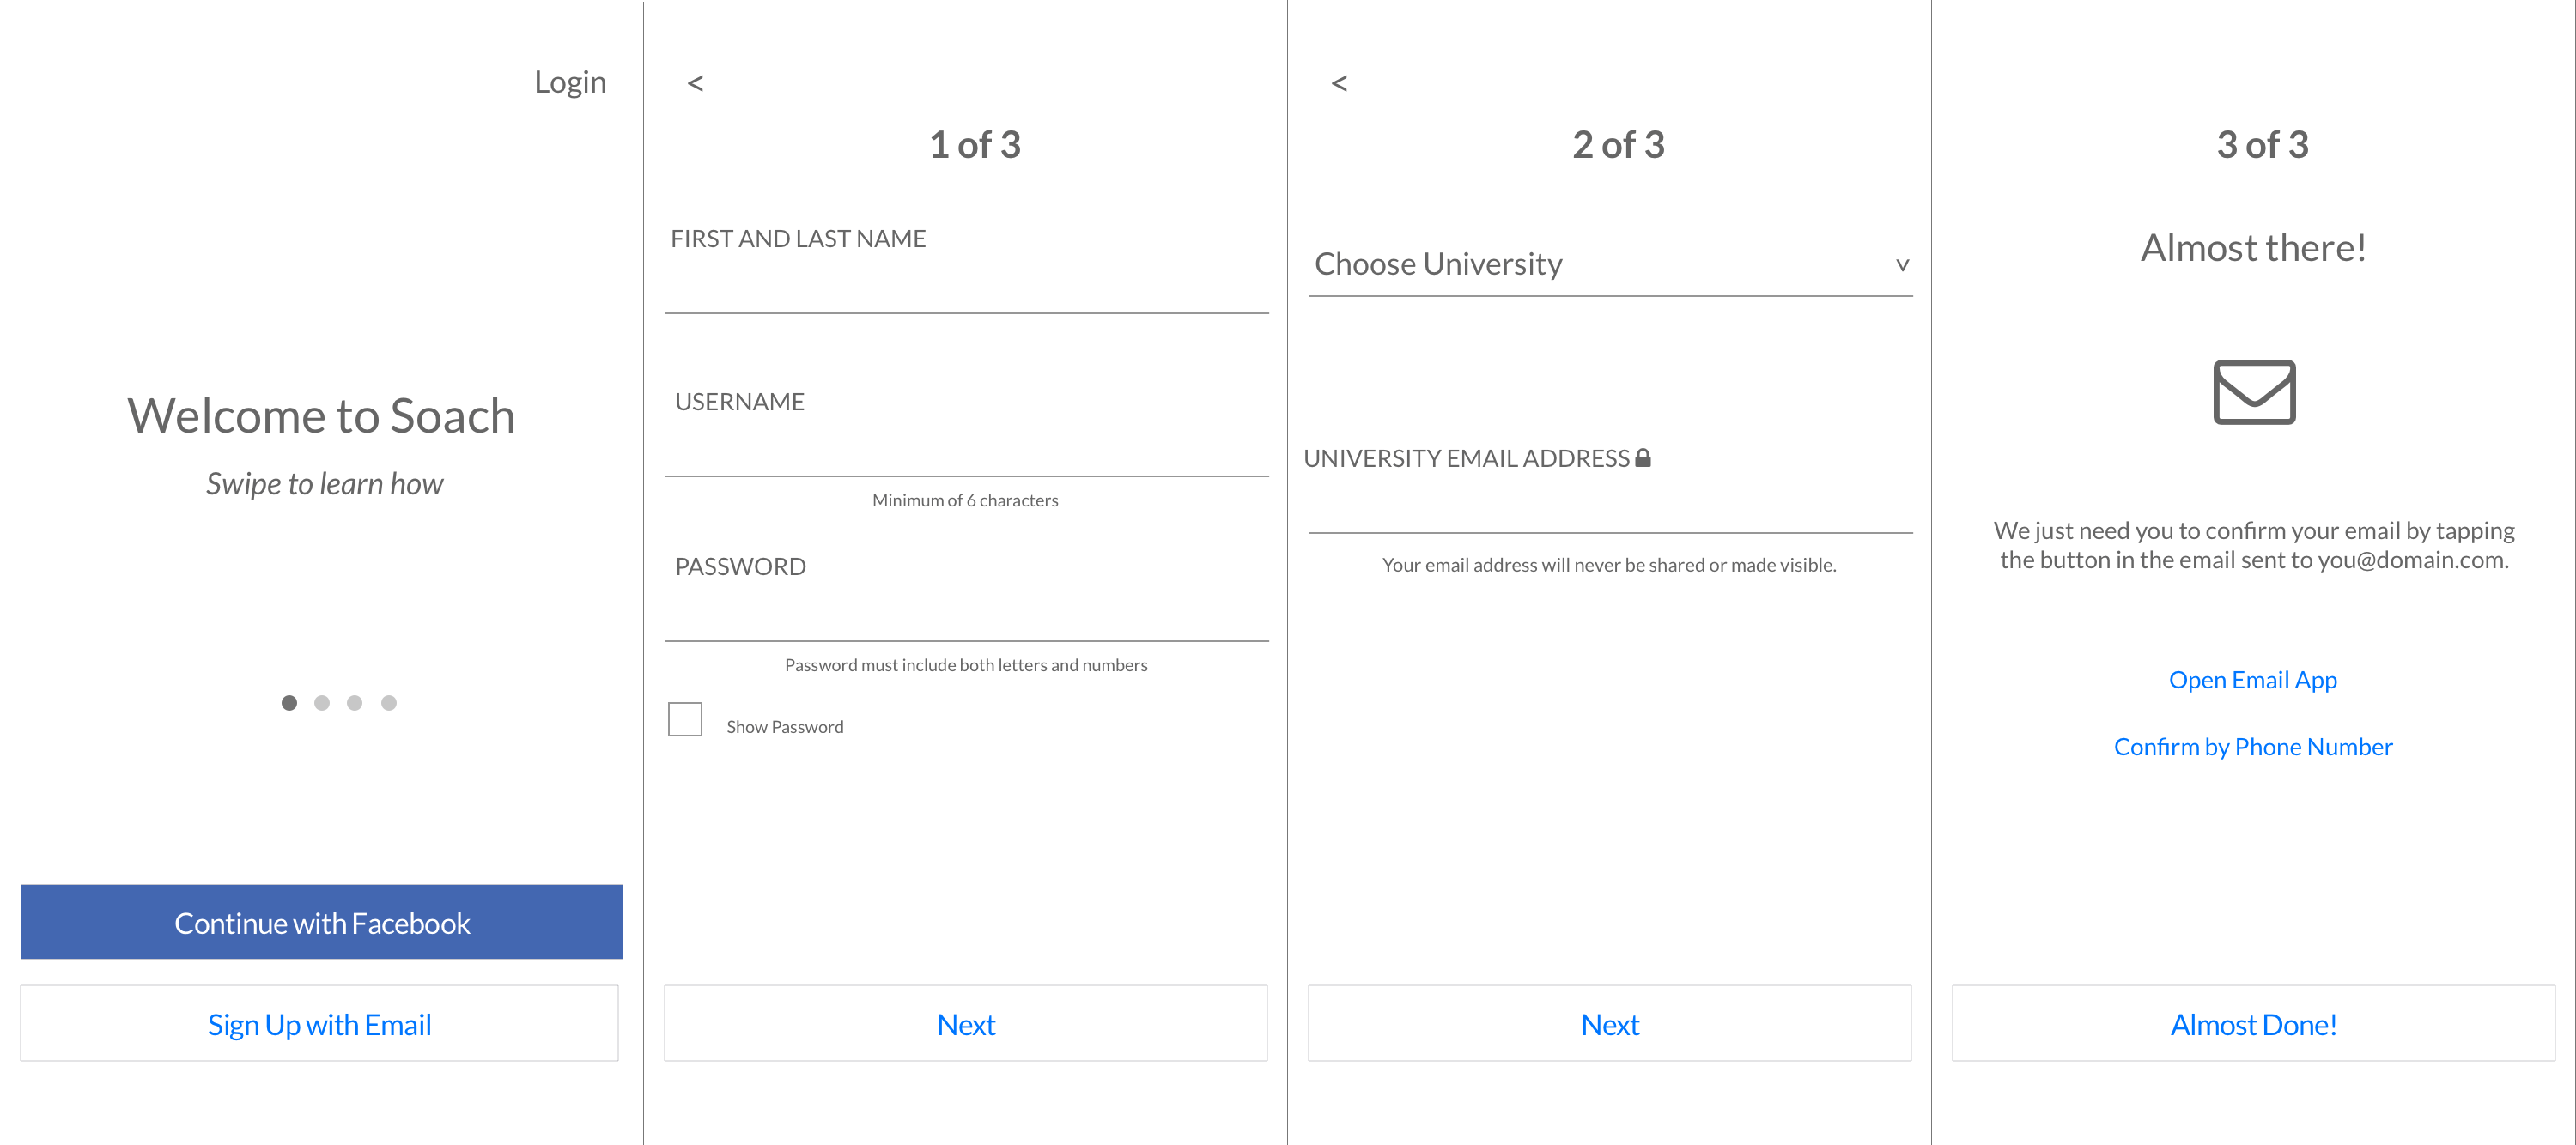 Login
Welcome to Soach
Swipe to learn how
Continue with Facebook
Sign Up with Email
<
1 of 3
FIRST AND LAST NAME
USERNAME
Minimum of 6 characters
PASSWORD
Password must include both letters and numbers
Show Password
Next
<
2 of 3
Choose University v
UNIVERSITY EMAIL ADDRESS
Your email address will never be shared or made visible.
Next
3 of 3
Almost there!
We just need you to confirm your email by tapping
the button in the email sent to you@domain.com.
Open Email App
Confirm by Phone Number
Almost Done!